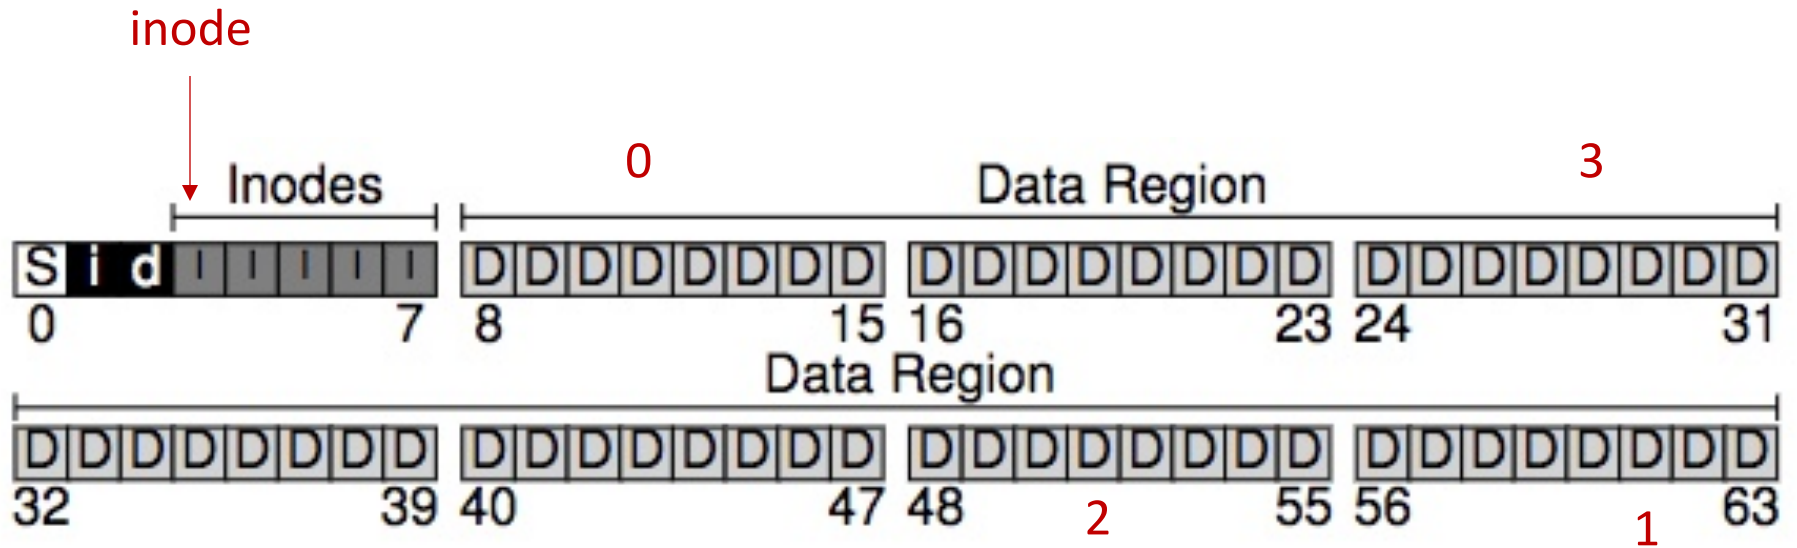 inode
0 3
Inodes Data Region
S i d I I I I I D D D D D D D D D D D D D D D D D D D D D D D D
0 7 8 15 16 23 24 31
Data Region
D D D D D D D D D D D D D D D D D D D D D D D D D D D D D D D D
32 39 40 47 48 55 56 63
2 1